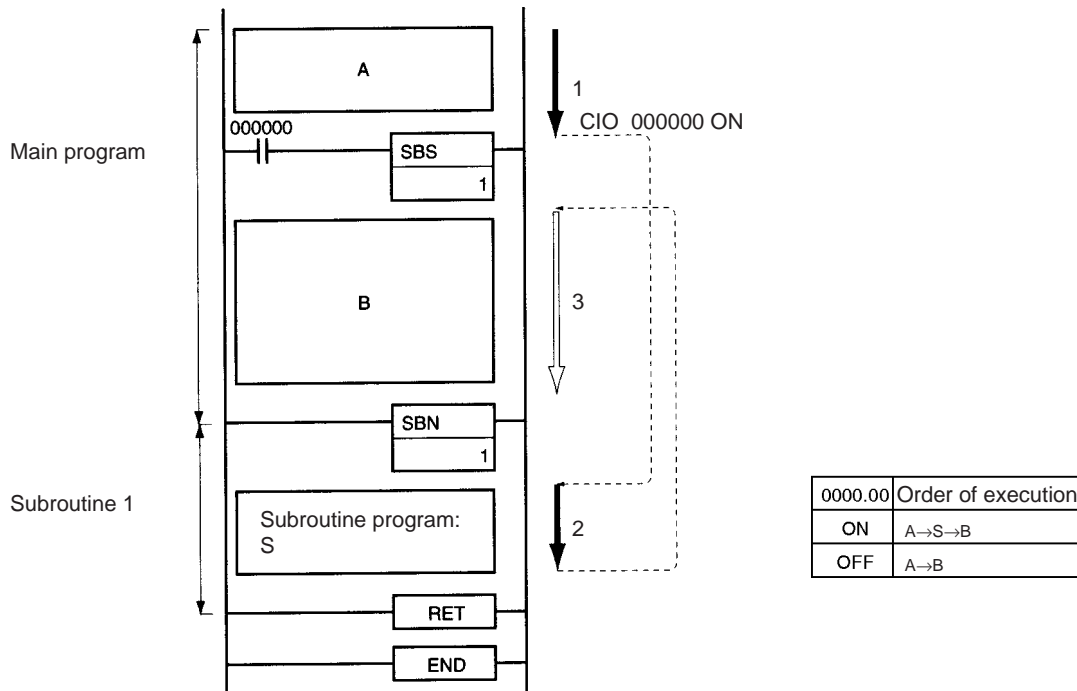 A
1
CIO 000000 ON
000000
Main program
SBS
1
B
3
SBN
1
Subroutine 1
Subroutine program:
S
2
0000.00 Order of execution
ON A→S→B
OFF A→B
RET
END